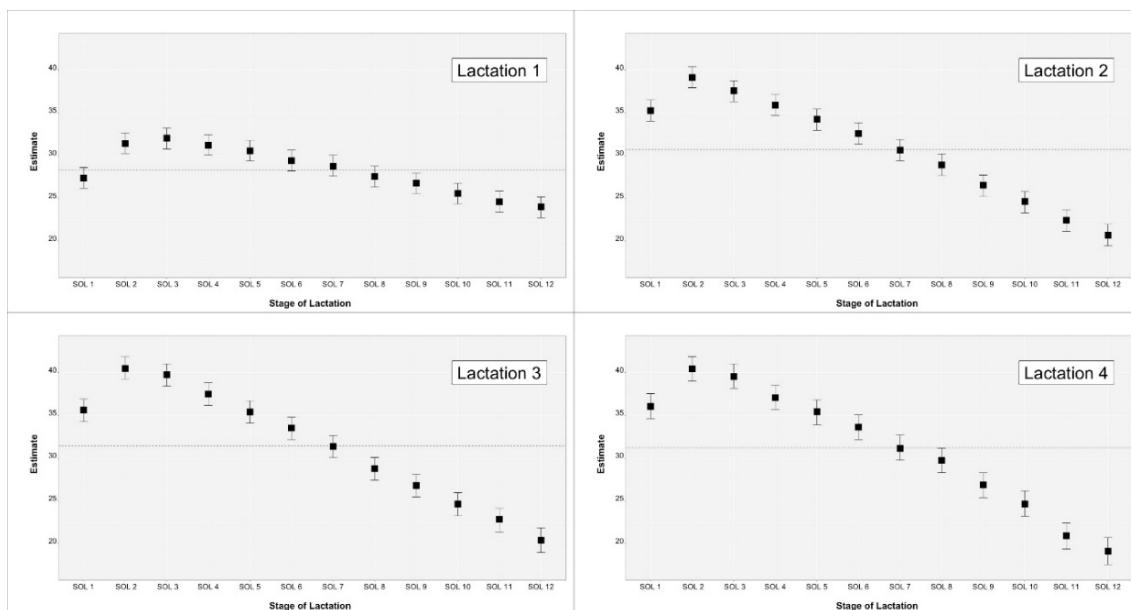 Lactation 1
Estimate
40
35
30
25
20
SOL 1 SOL 2 SOL 3 SOL 4 SOL 5 SOL 6 SOL 7 SOL 8 SOL 9 SOL 10 SOL 11 SOL 12
Stage of Lactation
Lactation 2
Estimate
40
35
30
25
20
SOL 1 SOL 2 SOL 3 SOL 4 SOL 5 SOL 6 SOL 7 SOL 8 SOL 9 SOL 10 SOL 11 SOL 12
Stage of Lactation
Lactation 3
Estimate
40
35
30
25
20
SOL 1 SOL 2 SOL 3 SOL 4 SOL 5 SOL 6 SOL 7 SOL 8 SOL 9 SOL 10 SOL 11 SOL 12
Stage of Lactation
Lactation 4
Estimate
40
35
30
25
20
SOL 1 SOL 2 SOL 3 SOL 4 SOL 5 SOL 6 SOL 7 SOL 8 SOL 9 SOL 10 SOL 11 SOL 12
Stage of Lactation